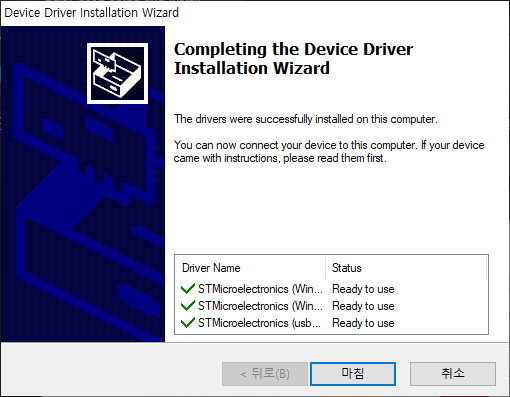 Device Driver Installation Wizard
Completing the Device Driver
Installation Wizard
The drivers were successfully installed on this computer.
You can now connect your device to this computer. If your device
came with instructions, please read them first.
Driver Name Status
STMicroelectronics (Win... Ready to use
STMicroelectronics (Win... Ready to use
STMicroelectronics (usb... Ready to use
< 뒤로(B) 마침 취소